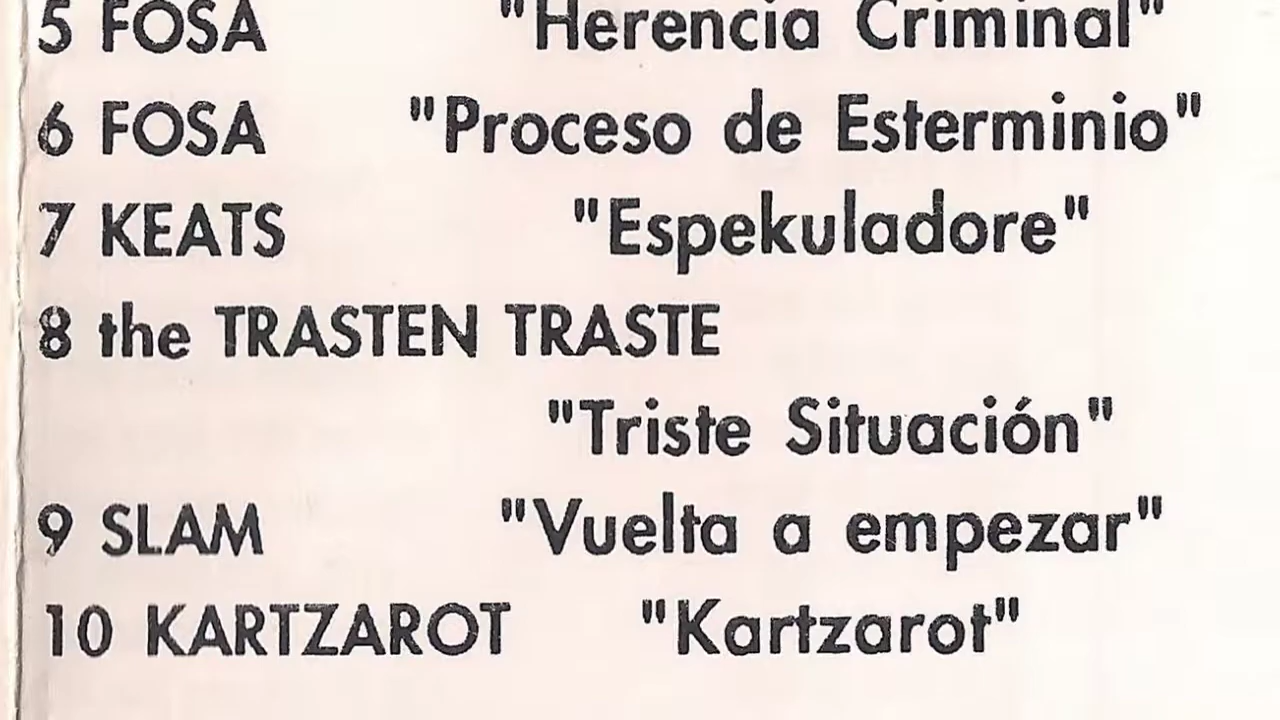 5 FOSA "Herencia Criminal"
6 FOSA "Proceso de Esterminio"
7 KEATS "Espekuladore"
8 the TRASTEN TRASTE
"Triste Situación"
9 SLAM "Vuelta a empezar"
10 KARTZAROT "Kartzarot"